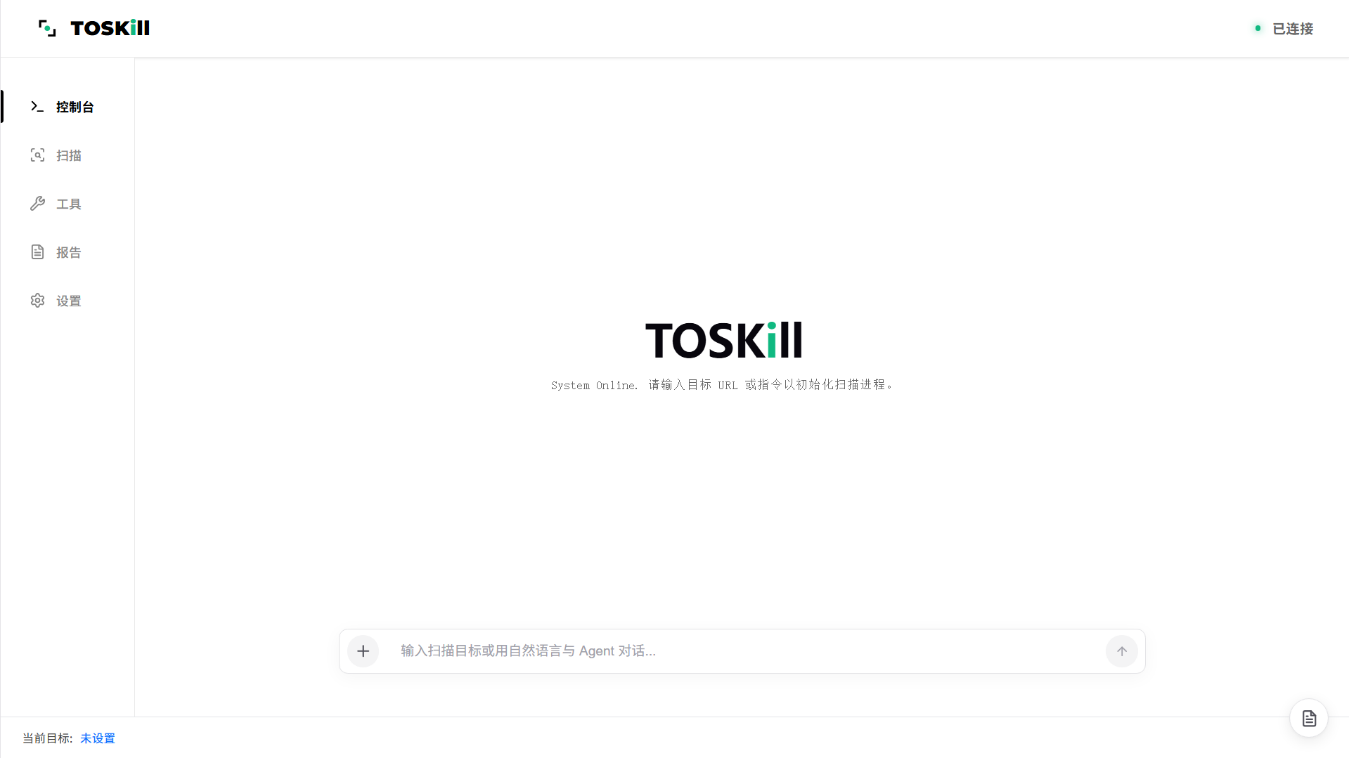 TOSKill
已连接
控制台
扫描
工具
报告
设置
TOSKill
System Online. 请输入目标 URL 或指令以初始化扫描进程。
输入扫描目标或用自然语言与 Agent 对话...
当前目标: 未设置